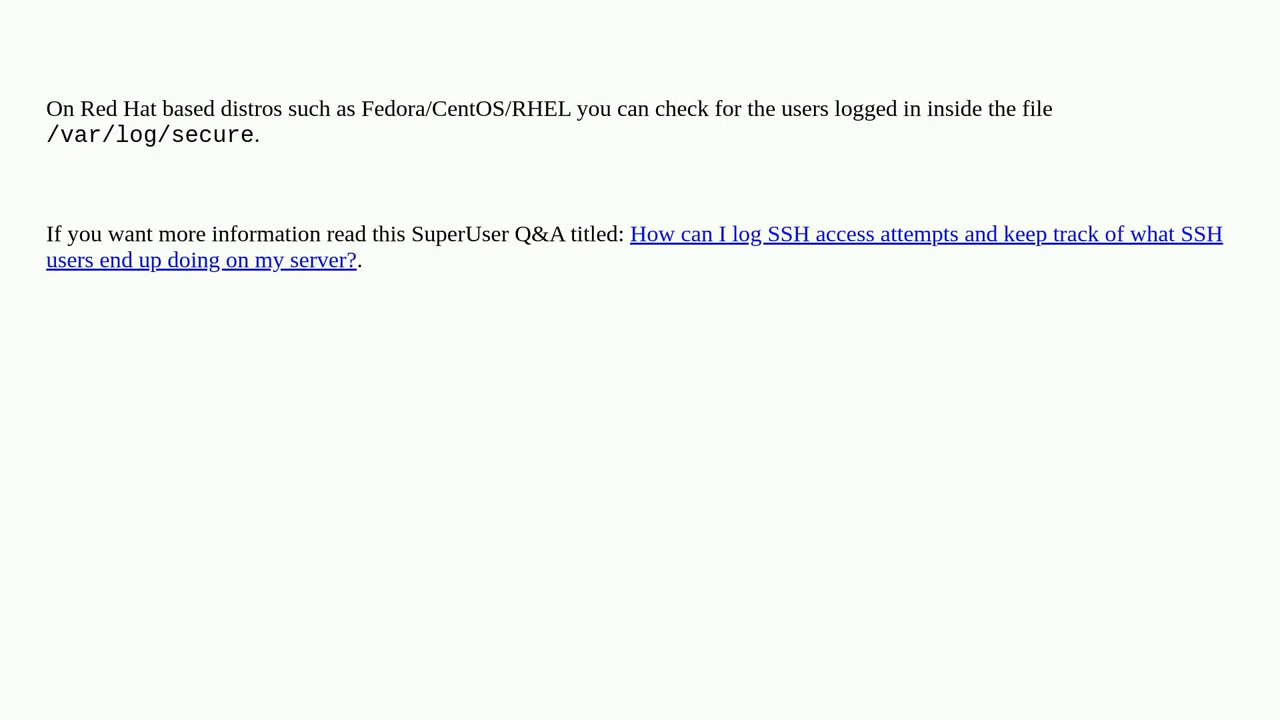 On Red Hat based distros such as Fedora/CentOS/RHEL you can check for the users logged in inside the file
/var/log/secure.
If you want more information read this SuperUser Q&A titled: How can I log SSH access attempts and keep track of what SSH
users end up doing on my server?.